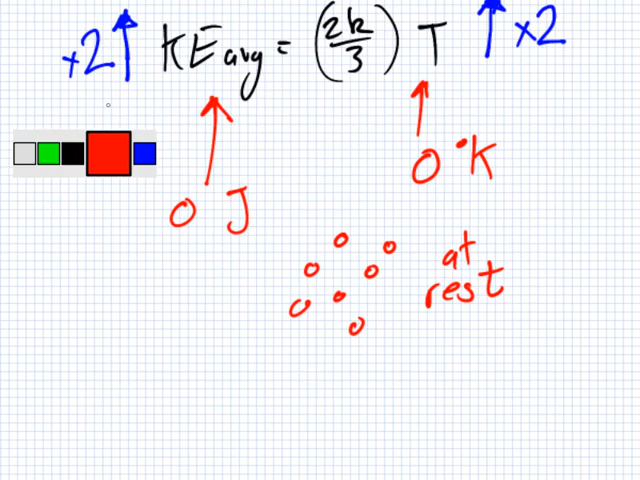 x2 ↑ KEavg = (2k/3) T ↑ x2
0 J
0 °K
at
rest